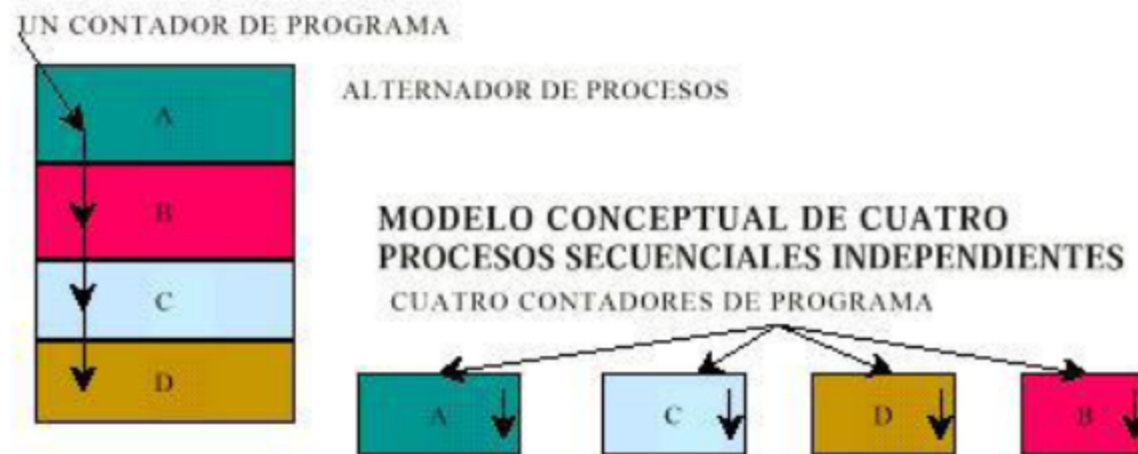 UN CONTADOR DE PROGRAMA
ALTERNADOR DE PROCESOS
A
B
C
D
MODELO CONCEPTUAL DE CUATRO
PROCESOS SECUENCIALES INDEPENDIENTES
CUATRO CONTADORES DE PROGRAMA
A
C
D
B